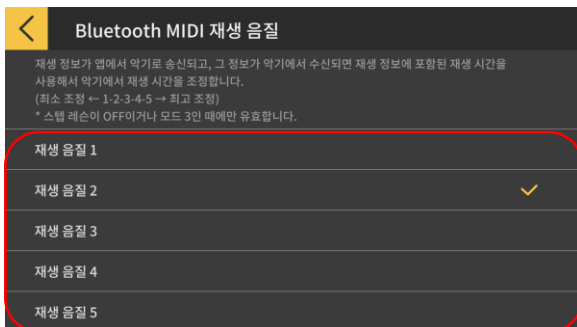 Bluetooth MIDI 재생 음질
재생 정보가 앱에서 악기로 송신되고, 그 정보가 악기에서 수신되면 재생 정보에 포함된 재생 시간을
사용해서 악기에서 재생 시간을 조정합니다.
(최소 조정 ← 1-2-3-4-5 → 최고 조정)
* 스텝 레슨이 OFF이거나 모드 3인 때에만 유효합니다.
재생 음질 1
재생 음질 2
재생 음질 3
재생 음질 4
재생 음질 5